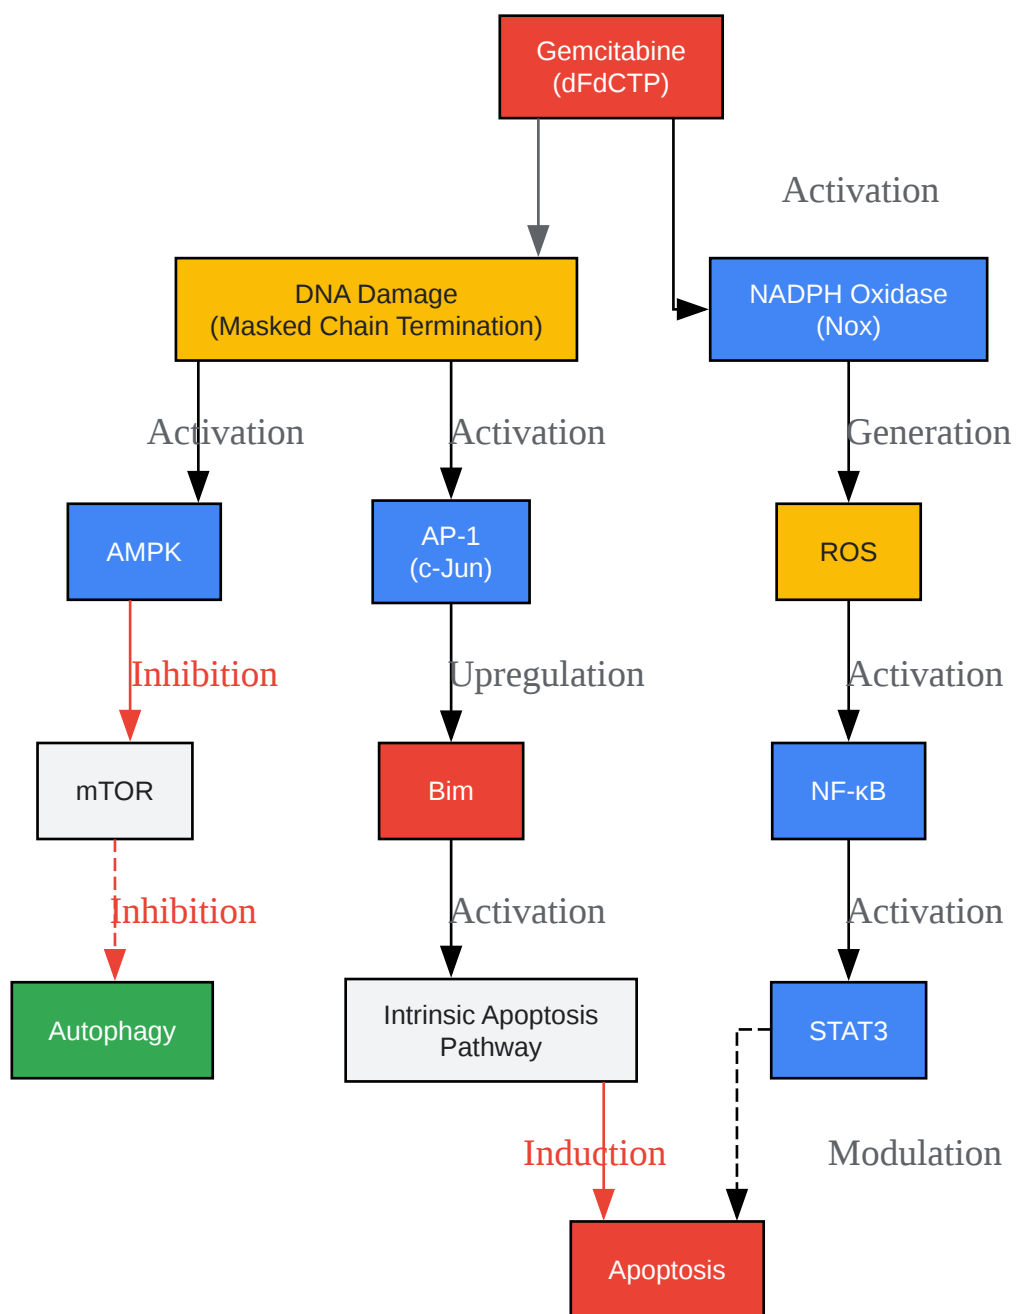 Gemcitabine
(dFdCTP)
Activation
DNA Damage
(Masked Chain Termination)
NADPH Oxidase
(Nox)
Activation
Activation
Generation
AMPK
AP-1
(c-Jun)
ROS
Inhibition
Upregulation
Activation
mTOR
Bim
NF-κB
Inhibition
Activation
Activation
Autophagy
Intrinsic Apoptosis
Pathway
STAT3
Induction
Modulation
Apoptosis